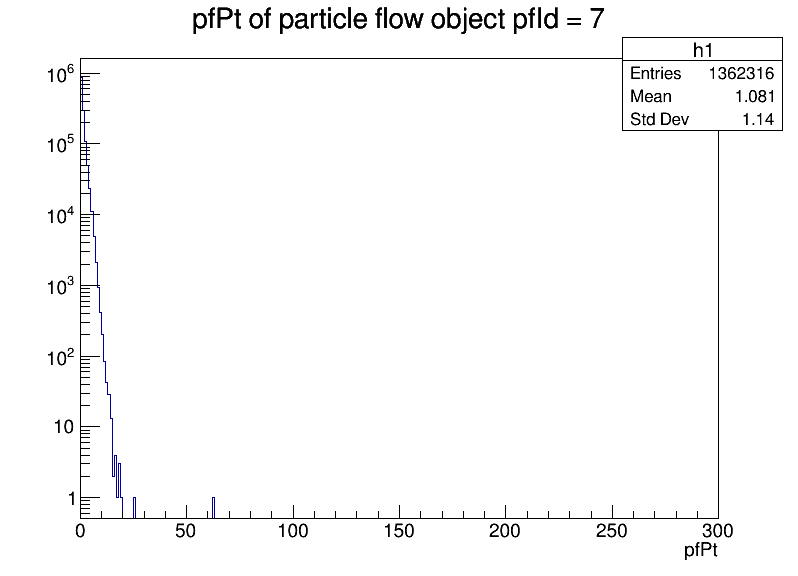 pfPt of particle flow object pfId = 7
h1
Entries 1362316
Mean 1.081
Std Dev 1.14
10^6
10^5
10^4
10^3
10^2
10
1
0 50 100 150 200 250 300
pfPt